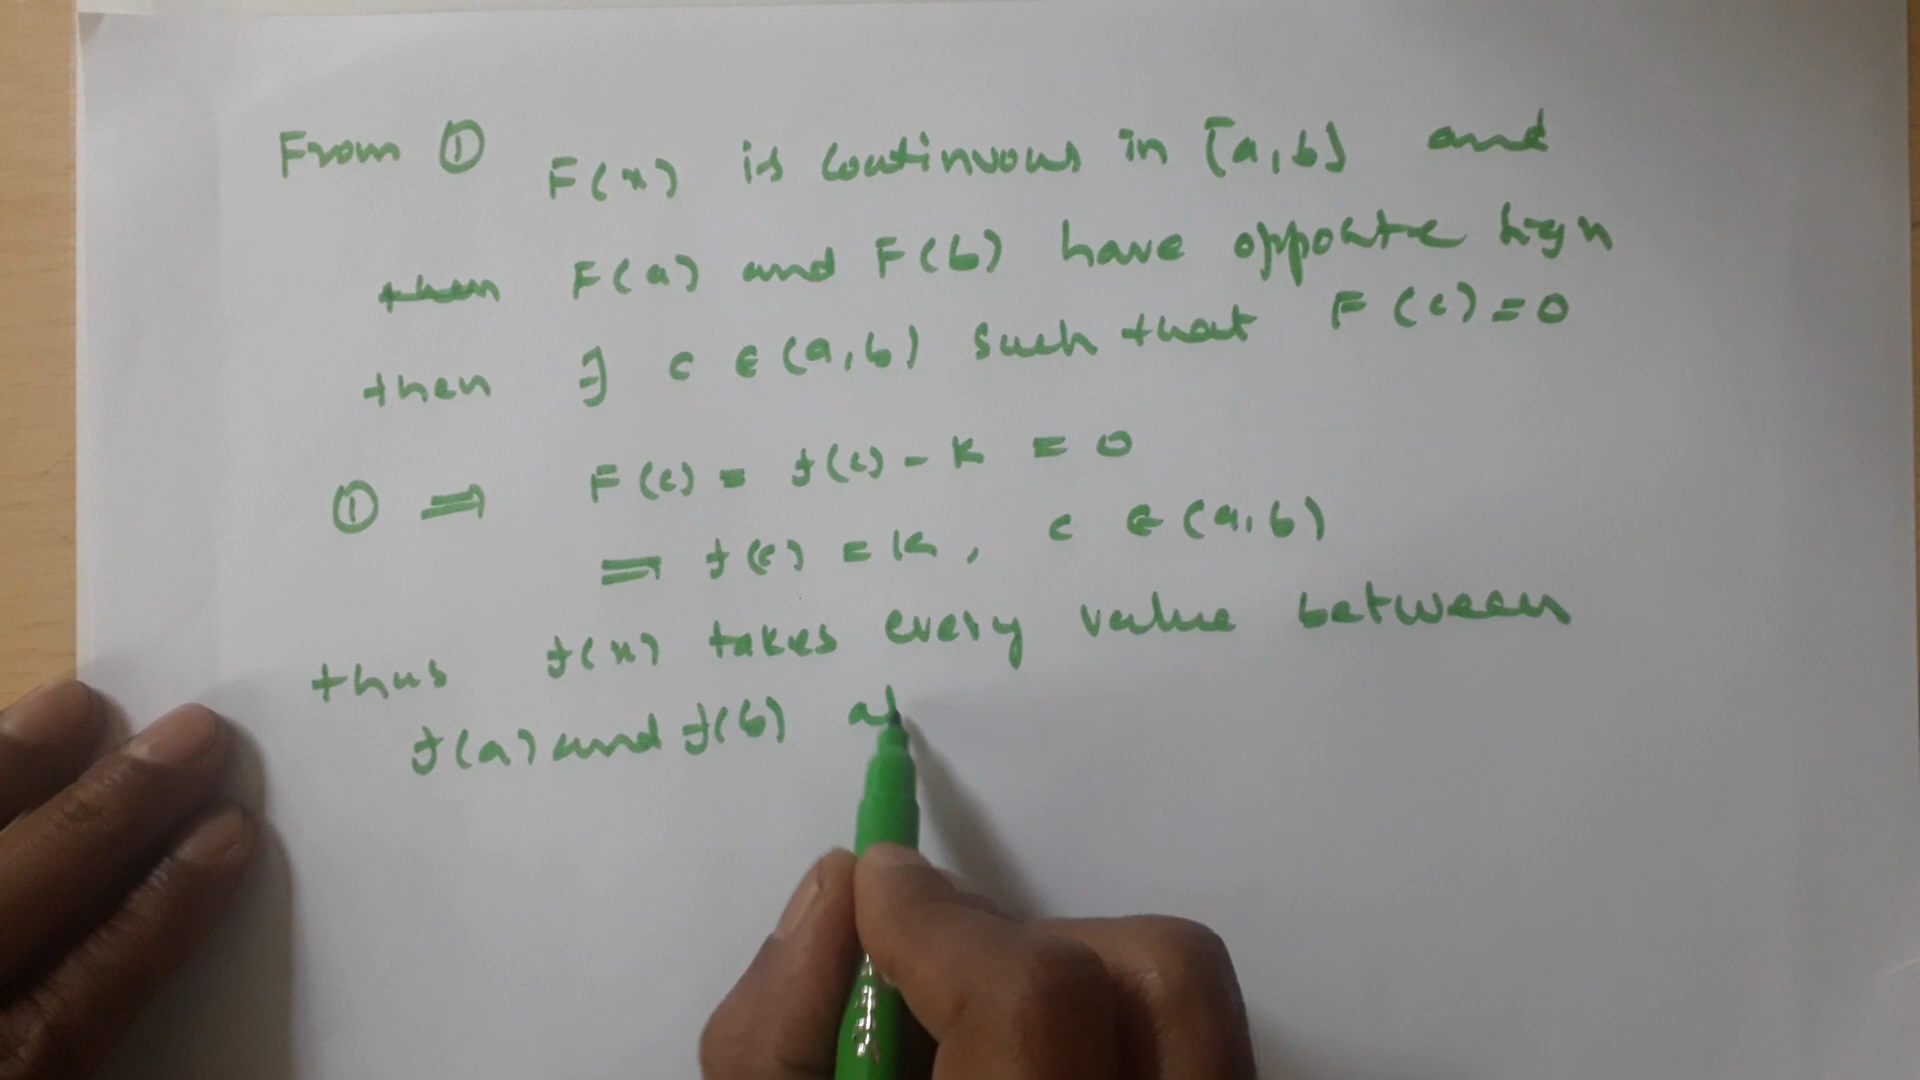 From ① F(x) is continuous in [a,b] and
then F(a) and F(b) have opposite sign
then ∃ c ∈ (a,b) such that F(c)=0
① ⇒ F(c) = f(c) - K = 0
⇒ f(c) = K, c ∈ (a,b)
thus f(x) takes every value between
f(a) and f(b)